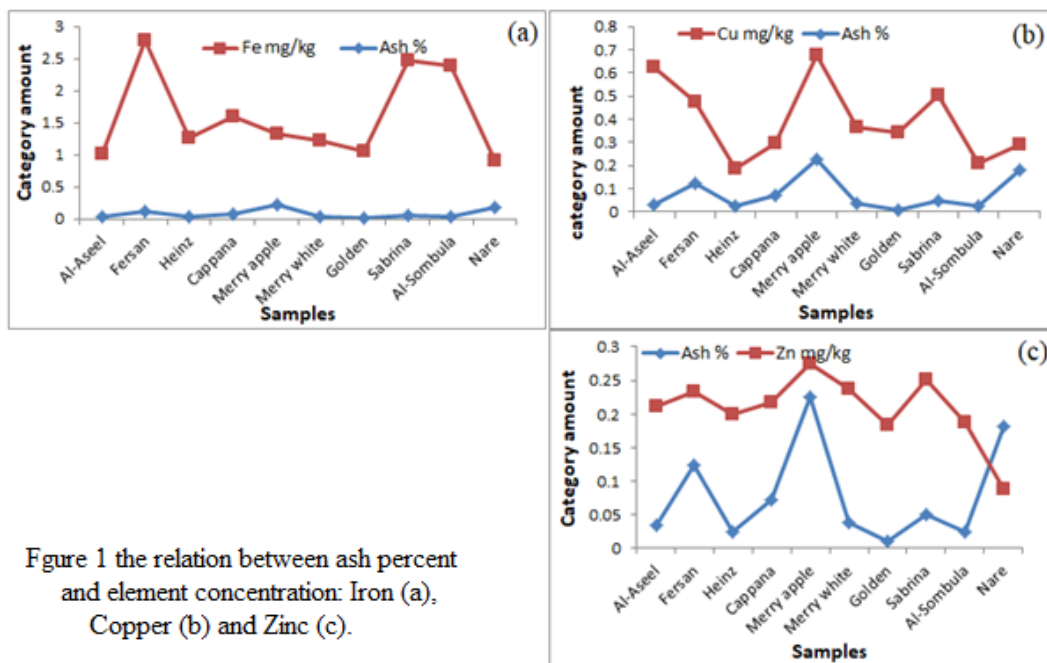 (a)
Fe mg/kg Ash %
Category amount
3
2.5
2
1.5
1
0.5
0
Al-Aseel
Fersan
Heinz
Cappana
Merry apple
Merry white
Golden
Sabrina
Al-Sombula
Nare
Samples
(b)
Cu mg/kg Ash %
category amount
0.8
0.7
0.6
0.5
0.4
0.3
0.2
0.1
0
Al-Aseel
Fersan
Heinz
Cappana
Merry apple
Merry white
Golden
Sabrina
Al-Sombula
Nare
Samples
(c)
Ash % Zn mg/kg
Category amount
0.3
0.25
0.2
0.15
0.1
0.05
0
Al-Aseel
Fersan
Heinz
Cappana
Merry apple
Merry white
Golden
Sabrina
Al-Sombula
Nare
Samples
Fgure 1 the relation between ash percent
and element concentration: Iron (a),
Copper (b) and Zinc (c).